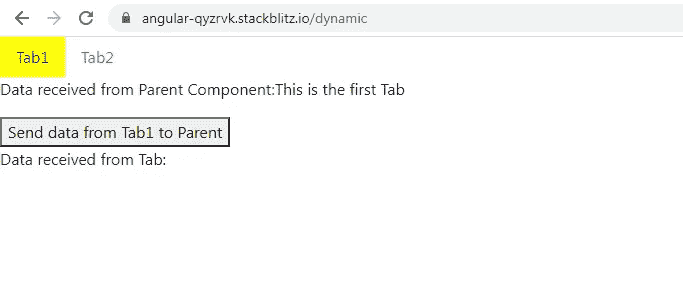 angular-qyzrvk.stackblitz.io/dynamic
Tab1 Tab2
Data received from Parent Component:This is the first Tab
Send data from Tab1 to Parent
Data received from Tab: